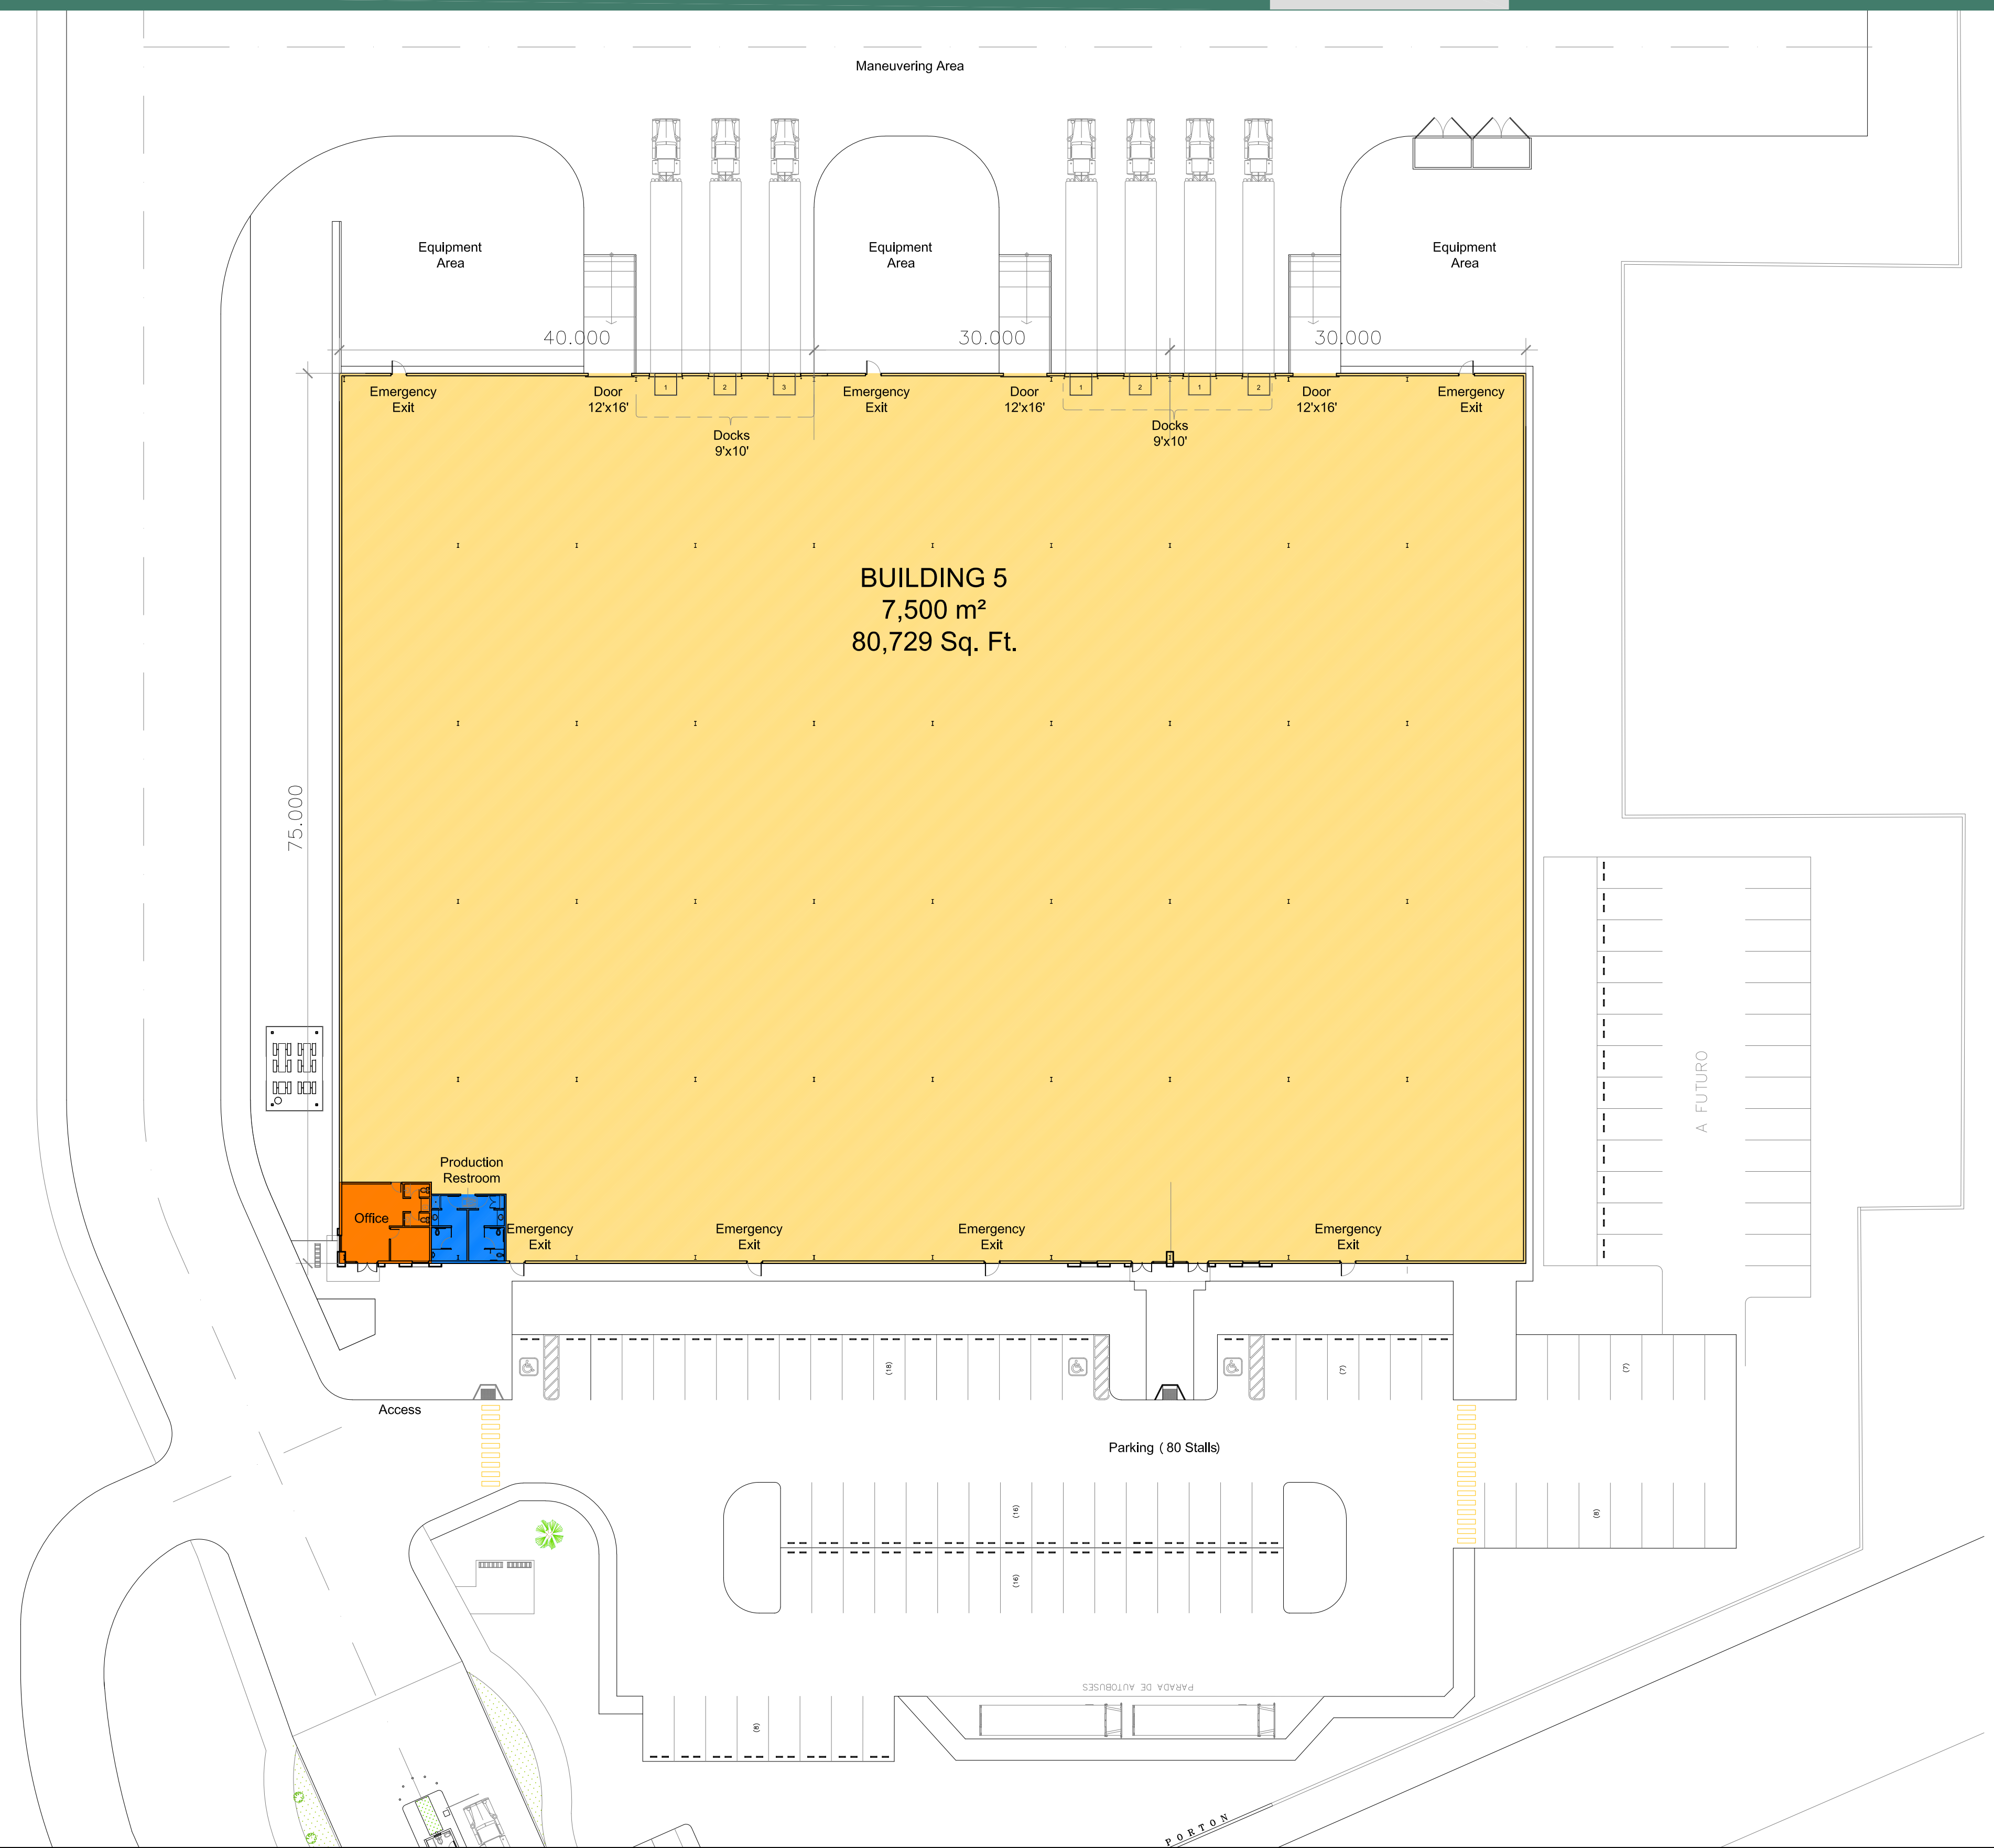 Maneuvering Area
Equipment
Area
Equipment
Area
Equipment
Area
40.000
30.000
30.000
Emergency
Exit
Door
12'x16'
1
2
3
Docks
9'x10'
Emergency
Exit
Door
12'x16'
1
2
1
2
Docks
9'x10'
Door
12'x16'
Emergency
Exit
BUILDING 5
7,500 m²
80,729 Sq. Ft.
75.000
A FUTURO
Production
Restroom
Office
Emergency
Exit
Emergency
Exit
Emergency
Exit
Emergency
Exit
(18)
(7)
(7)
Access
Parking ( 80 Stalls)
(16)
(8)
(16)
PARADA DE AUTOBUSES
(8)
PORTON